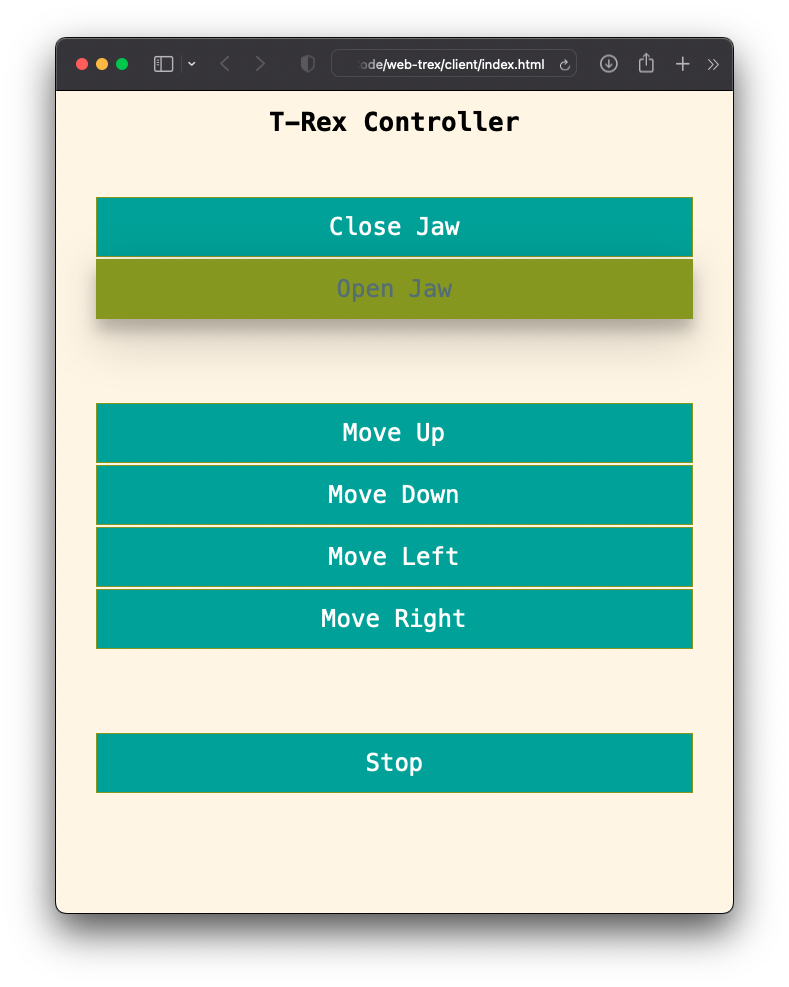 ode/web-trex/client/index.html
T-Rex Controller
Close Jaw
Open Jaw
Move Up
Move Down
Move Left
Move Right
Stop